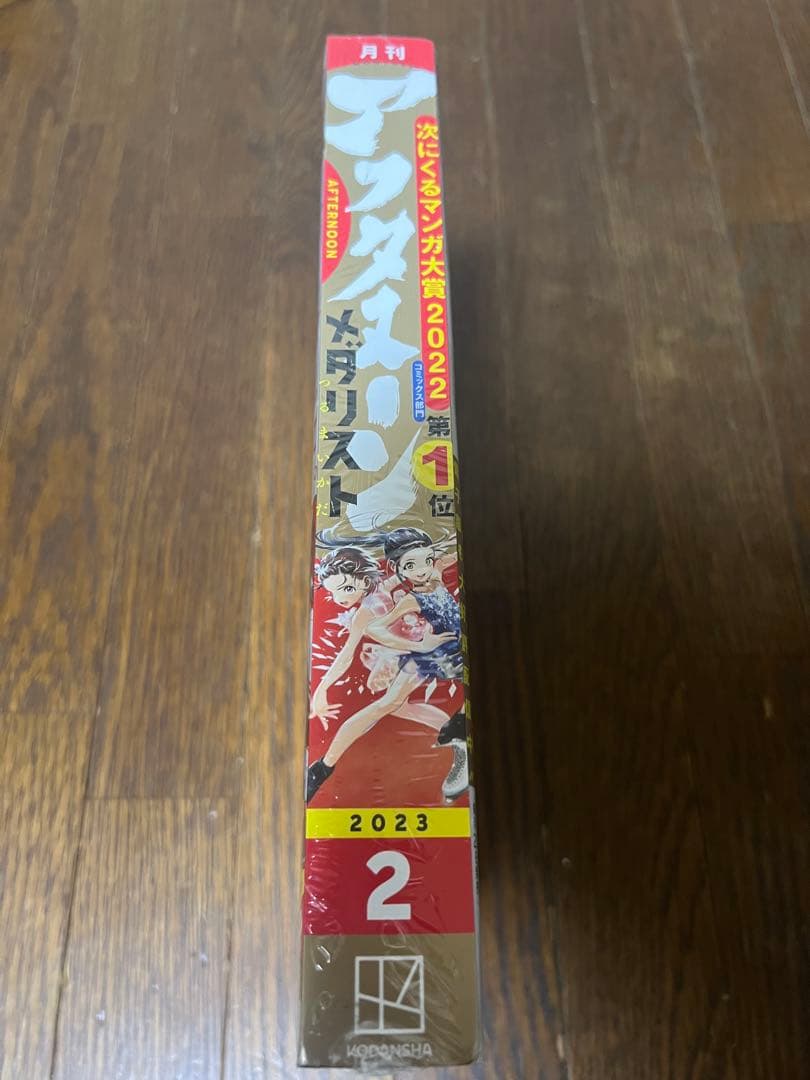 月刊
アフタヌーン
AFTERNOON
次にくるマンガ大賞2022
コミックス部門
第1位
メダリスト
つるまいかだ
2023
2
KODANSHA